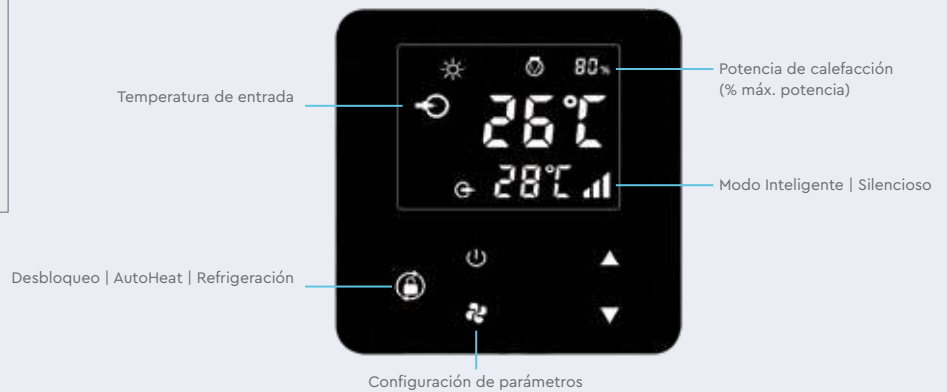 80%
Potencia de calefacción
(% máx. potencia)
Temperatura de entrada
26°C
28°C
Modo Inteligente | Silencioso
Desbloqueo | AutoHeat | Refrigeración
Configuración de parámetros